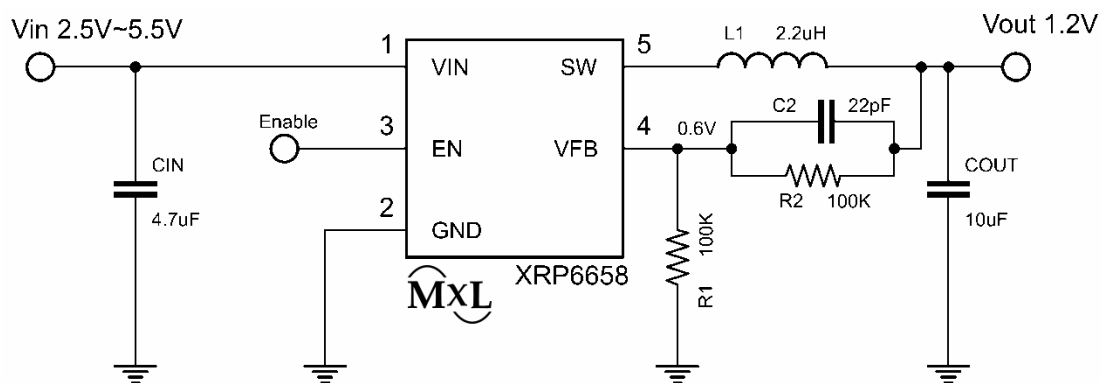 Vin 2.5V~5.5V
Vout 1.2V
L1 2.2uH
1
VIN
SW
5
C2 22pF
Enable
3
EN
VFB
4
0.6V
CIN
4.7uF
R2 100K
COUT
10uF
2
GND
R1 100K
XRP6658
MXL